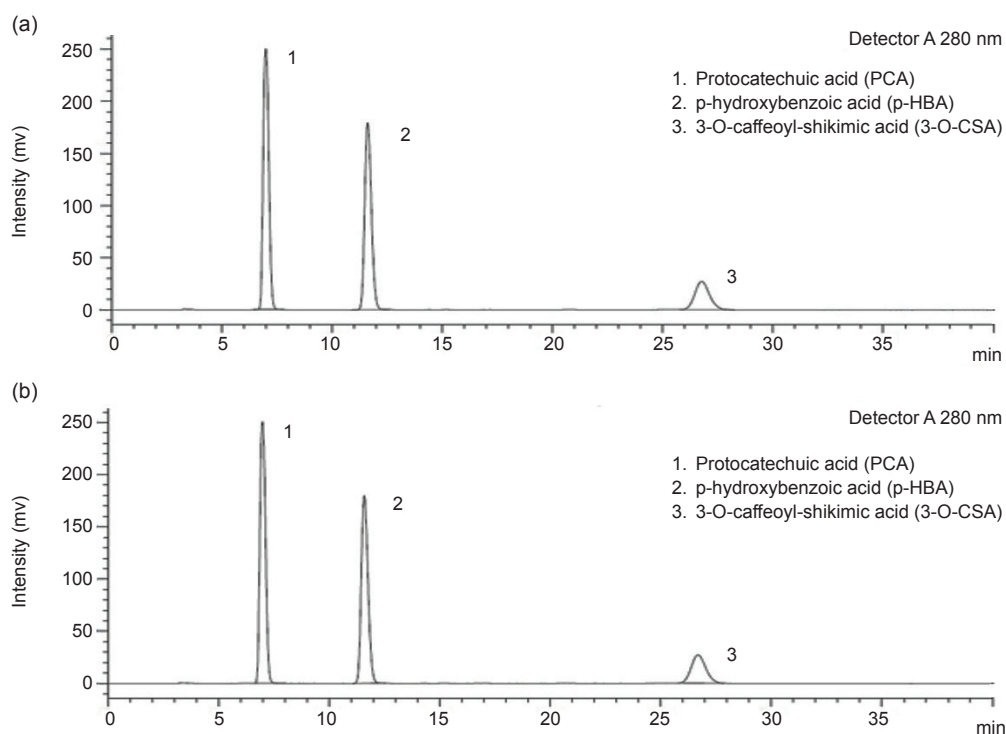 (a)
Detector A 280 nm
1. Protocatechuic acid (PCA)
2. p-hydroxybenzoic acid (p-HBA)
3. 3-O-caffeoyl-shikimic acid (3-O-CSA)
Intensity (mv)
250
200
150
100
50
0
1
2
3
0 5 10 15 20 25 30 35
min
(b)
Detector A 280 nm
1. Protocatechuic acid (PCA)
2. p-hydroxybenzoic acid (p-HBA)
3. 3-O-caffeoyl-shikimic acid (3-O-CSA)
Intensity (mv)
250
200
150
100
50
0
1
2
3
0 5 10 15 20 25 30 35
min